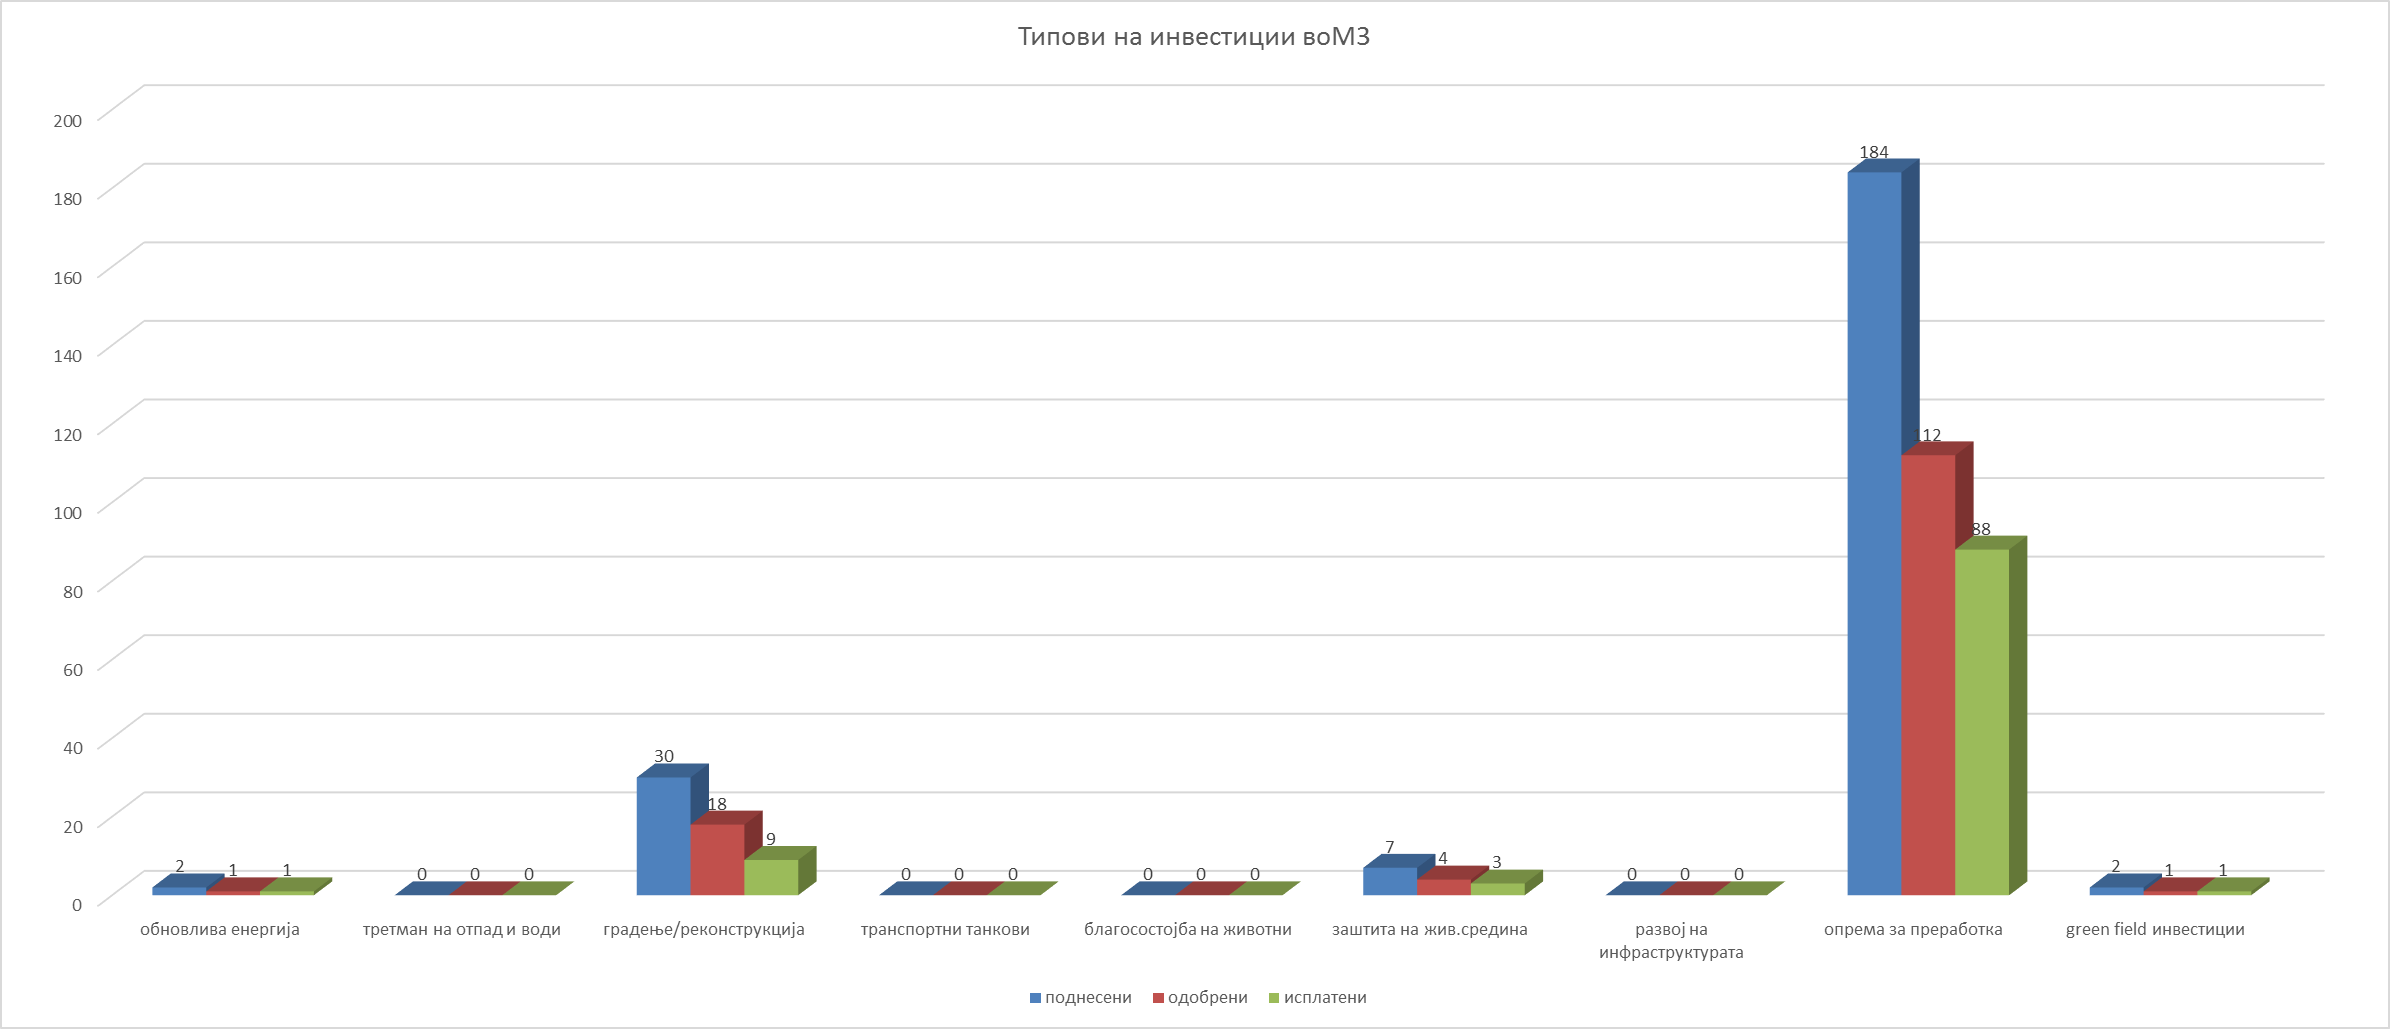 Типови на инвестиции воМ3
200
180
160
140
120
100
80
60
40
20
0
2 1 1
0 0 0
30 18 9
0 0 0
0 0 0
7 4 3
0 0 0
184 112 88
2 1 1
обновлива енергија
третман на отпад и води
градење/реконструкција
транспортни танкови
благосостојба на животни
заштита на жив.средина
развој на
инфраструктурата
опрема за преработка
green field инвестиции
поднесени одобрени исплатени